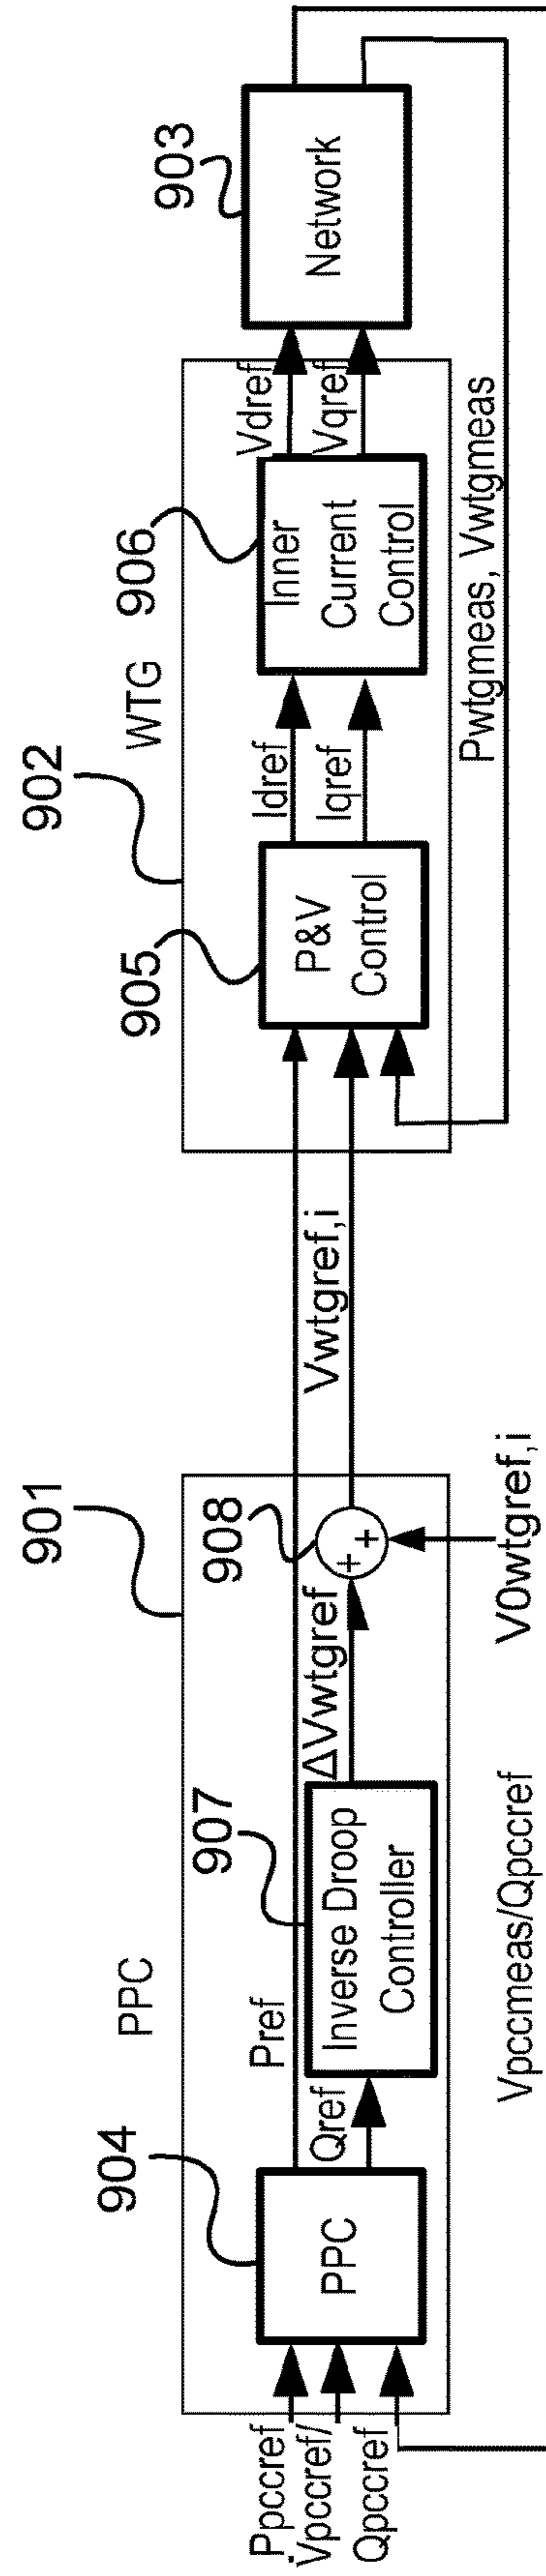 901
902
903
PPC
WTG
904
907
908
905
906
Ppccref
Vpccref/
Qpccref
PPC
Pref
Qref
Inverse Droop
Controller
ΔVwtgref
+
+
Vwtgref,i
P&V
Control
Idref
Iqref
Inner
Current
Control
Vdref
Vqref
Network
V0wtgref,i
Vpccmeas/Qpccref
Pwtgmeas, Vwtgmeas